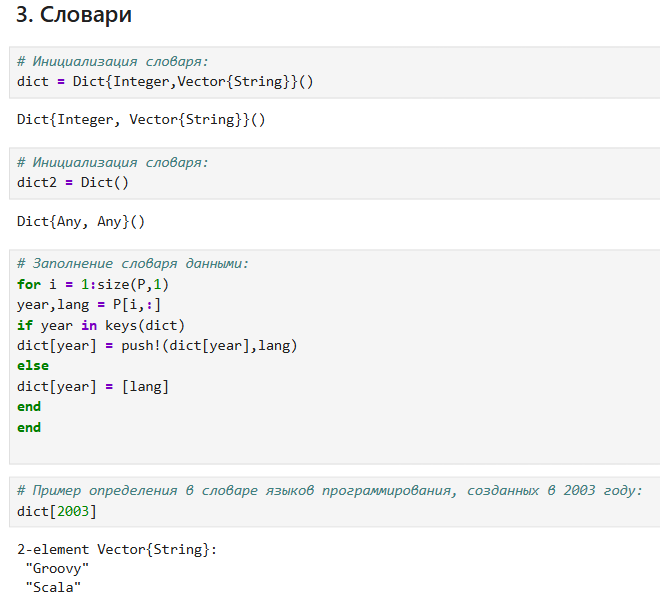 3. Словари
# Инициализация словаря:
dict = Dict{Integer,Vector{String}}()
Dict{Integer, Vector{String}}()
# Инициализация словаря:
dict2 = Dict()
Dict{Any, Any}()
# Заполнение словаря данными:
for i = 1:size(P,1)
year,lang = P[i,:]
if year in keys(dict)
dict[year] = push!(dict[year],lang)
else
dict[year] = [lang]
end
end
# Пример определения в словаре языков программирования, созданных в 2003 году:
dict[2003]
2-element Vector{String}:
"Groovy"
"Scala"